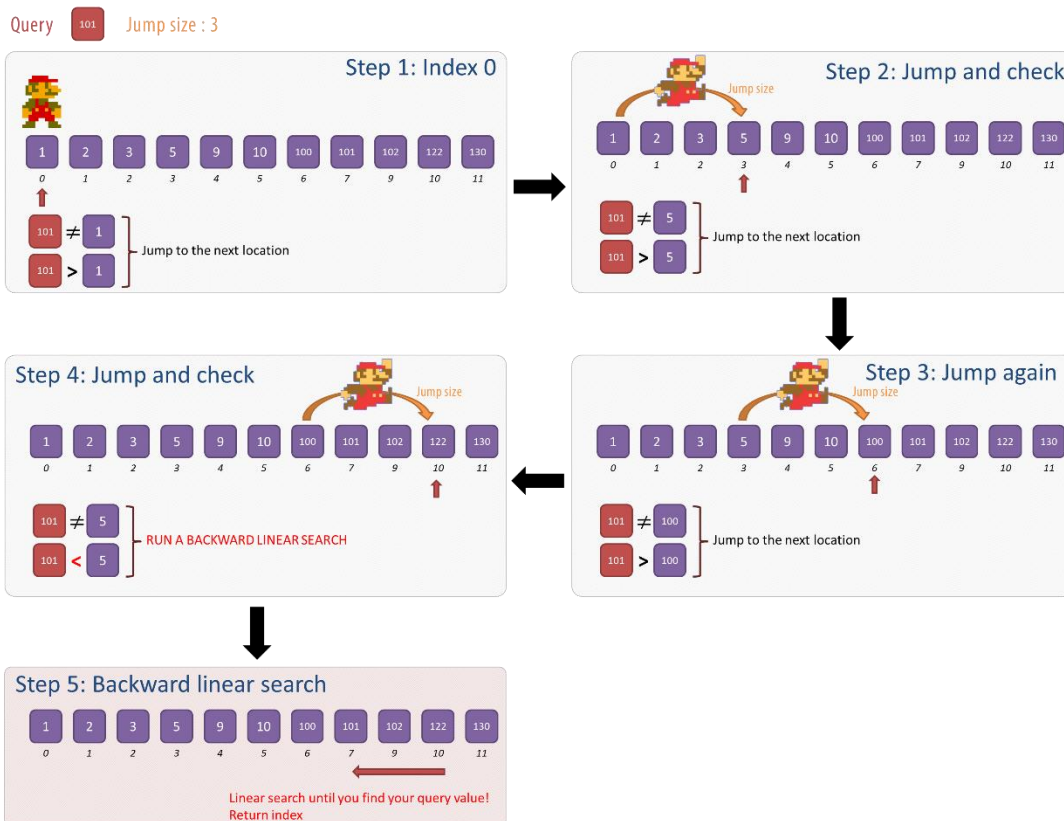 Query 101 Jump size : 3
Step 1: Index 0
1 2 3 5 9 10 100 101 102 122 130
0 1 2 3 4 5 6 7 9 10 11
101 ≠ 1
Jump to the next location
101 > 1
Step 2: Jump and check
Jump size
1 2 3 5 9 10 100 101 102 122 130
0 1 2 3 4 5 6 7 9 10 11
101 ≠ 5
Jump to the next location
101 > 5
Step 3: Jump again
Jump size
1 2 3 5 9 10 100 101 102 122 130
0 1 2 3 4 5 6 7 9 10 11
101 ≠ 100
Jump to the next location
101 > 100
Step 4: Jump and check
Jump size
1 2 3 5 9 10 100 101 102 122 130
0 1 2 3 4 5 6 7 9 10 11
101 ≠ 5
RUN A BACKWARD LINEAR SEARCH
101 < 5
Step 5: Backward linear search
1 2 3 5 9 10 100 101 102 122 130
0 1 2 3 4 5 6 7 9 10 11
Linear search until you find your query value!
Return index